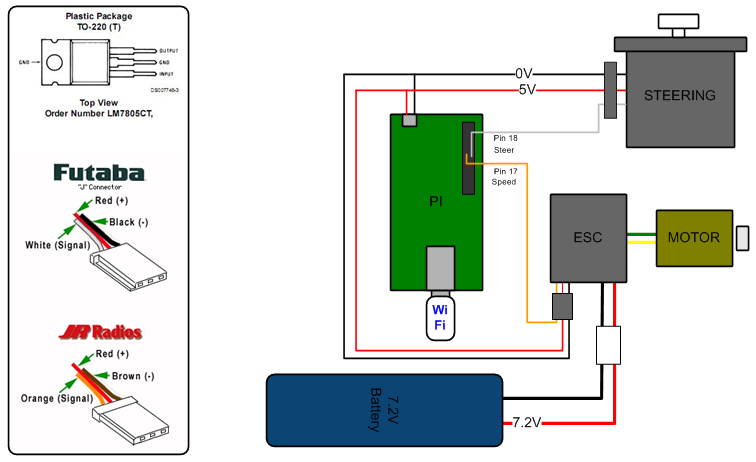 Plastic Package
TO-220 (T)
OUTPUT
GND
GND
INPUT
DS007746-3
Top View
Order Number LM7805CT,
Futaba
"J" Connector
Red (+)
Black (-)
White (Signal)
JR Radios
Red (+)
Brown (-)
Orange (Signal)
0V
5V
STEERING
Pin 18
Steer
Pin 17
Speed
PI
ESC
MOTOR
Wi
Fi
7.2V
Battery
7.2V